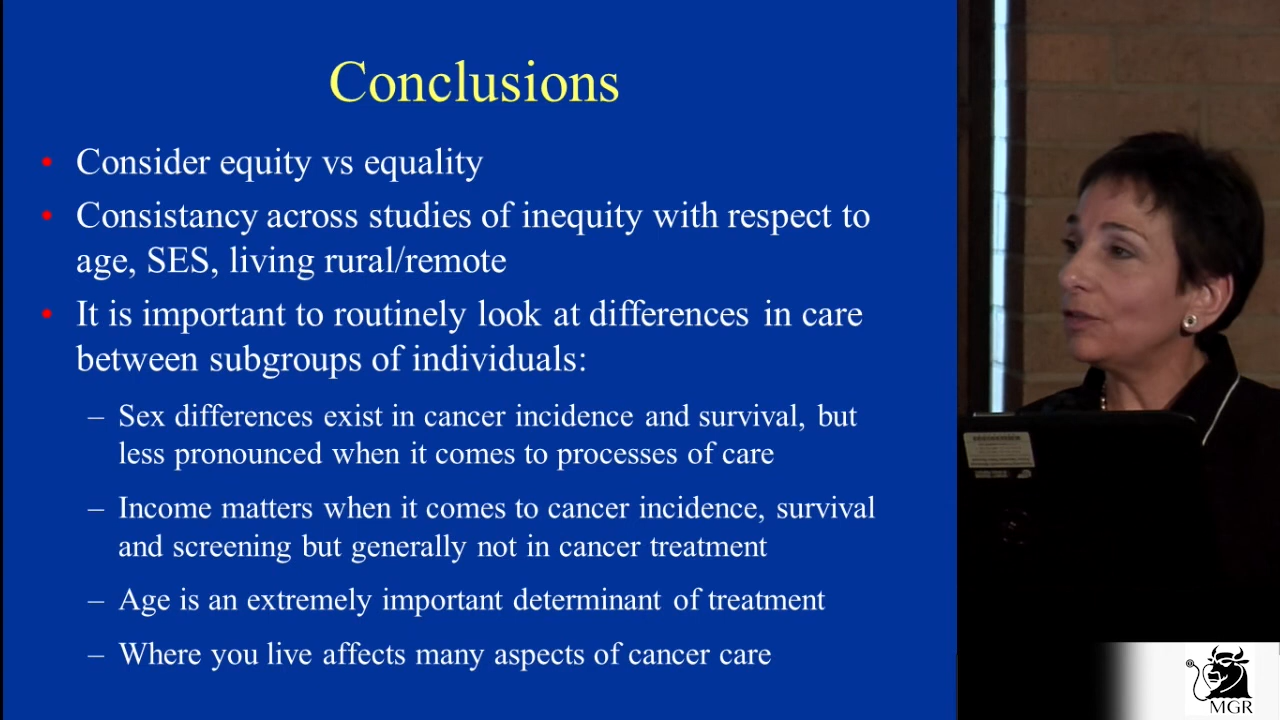 Conclusions
• Consider equity vs equality
• Consistancy across studies of inequity with respect to
age, SES, living rural/remote
• It is important to routinely look at differences in care
between subgroups of individuals:
– Sex differences exist in cancer incidence and survival, but
less pronounced when it comes to processes of care
– Income matters when it comes to cancer incidence, survival
and screening but generally not in cancer treatment
– Age is an extremely important determinant of treatment
– Where you live affects many aspects of cancer care
MGR